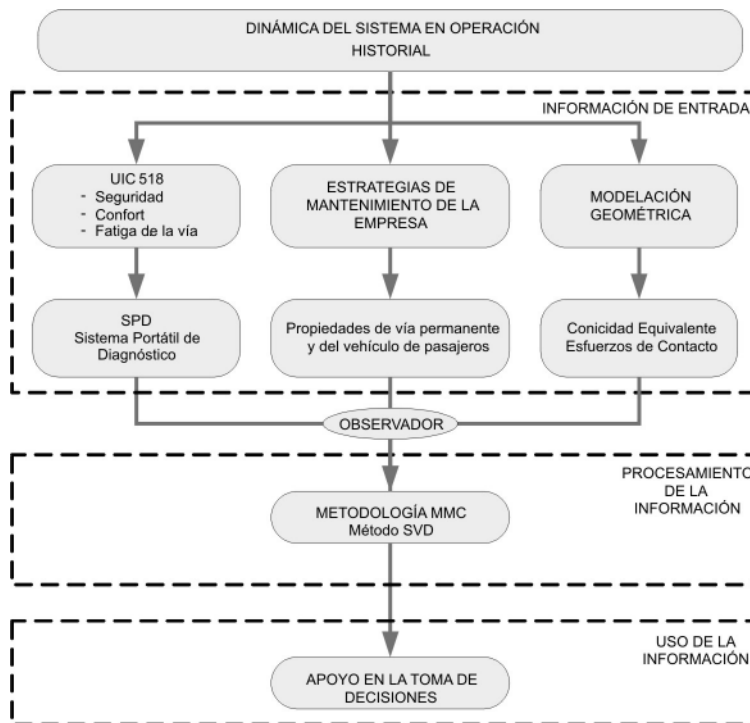 DINÁMICA DEL SISTEMA EN OPERACIÓN
HISTORIAL
INFORMACIÓN DE ENTRADA
UIC 518
- Seguridad
- Confort
- Fatiga de la vía
ESTRATEGIAS DE
MANTENIMIENTO DE LA
EMPRESA
MODELACIÓN
GEOMÉTRICA
SPD
Sistema Portátil de
Diagnóstico
Propiedades de vía permanente
y del vehículo de pasajeros
Conicidad Equivalente
Esfuerzos de Contacto
OBSERVADOR
PROCESAMIENTO
DE LA
INFORMACIÓN
METODOLOGÍA MMC
Método SVD
USO DE LA
INFORMACIÓN
APOYO EN LA TOMA DE
DECISIONES